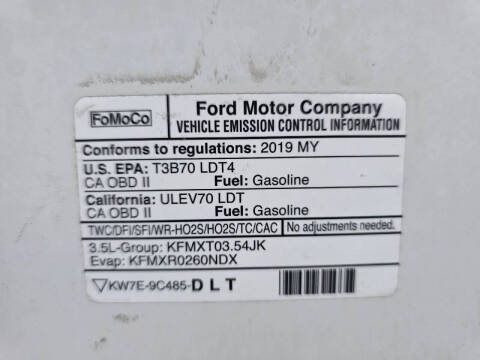 FoMoCo
Ford Motor Company
VEHICLE EMISSION CONTROL INFORMATION
Conforms to regulations: 2019 MY
U.S. EPA: T3B70 LDT4
CA OBD II Fuel: Gasoline
California: ULEV70 LDT
CA OBD II Fuel: Gasoline
TWC/DFI/SFI/WR-HO2S/HO2S/TC/CAC No adjustments needed.
3.5L-Group: KFMXT03.54JK
Evap: KFMXR0260NDX
KW7E-9C485-DLT